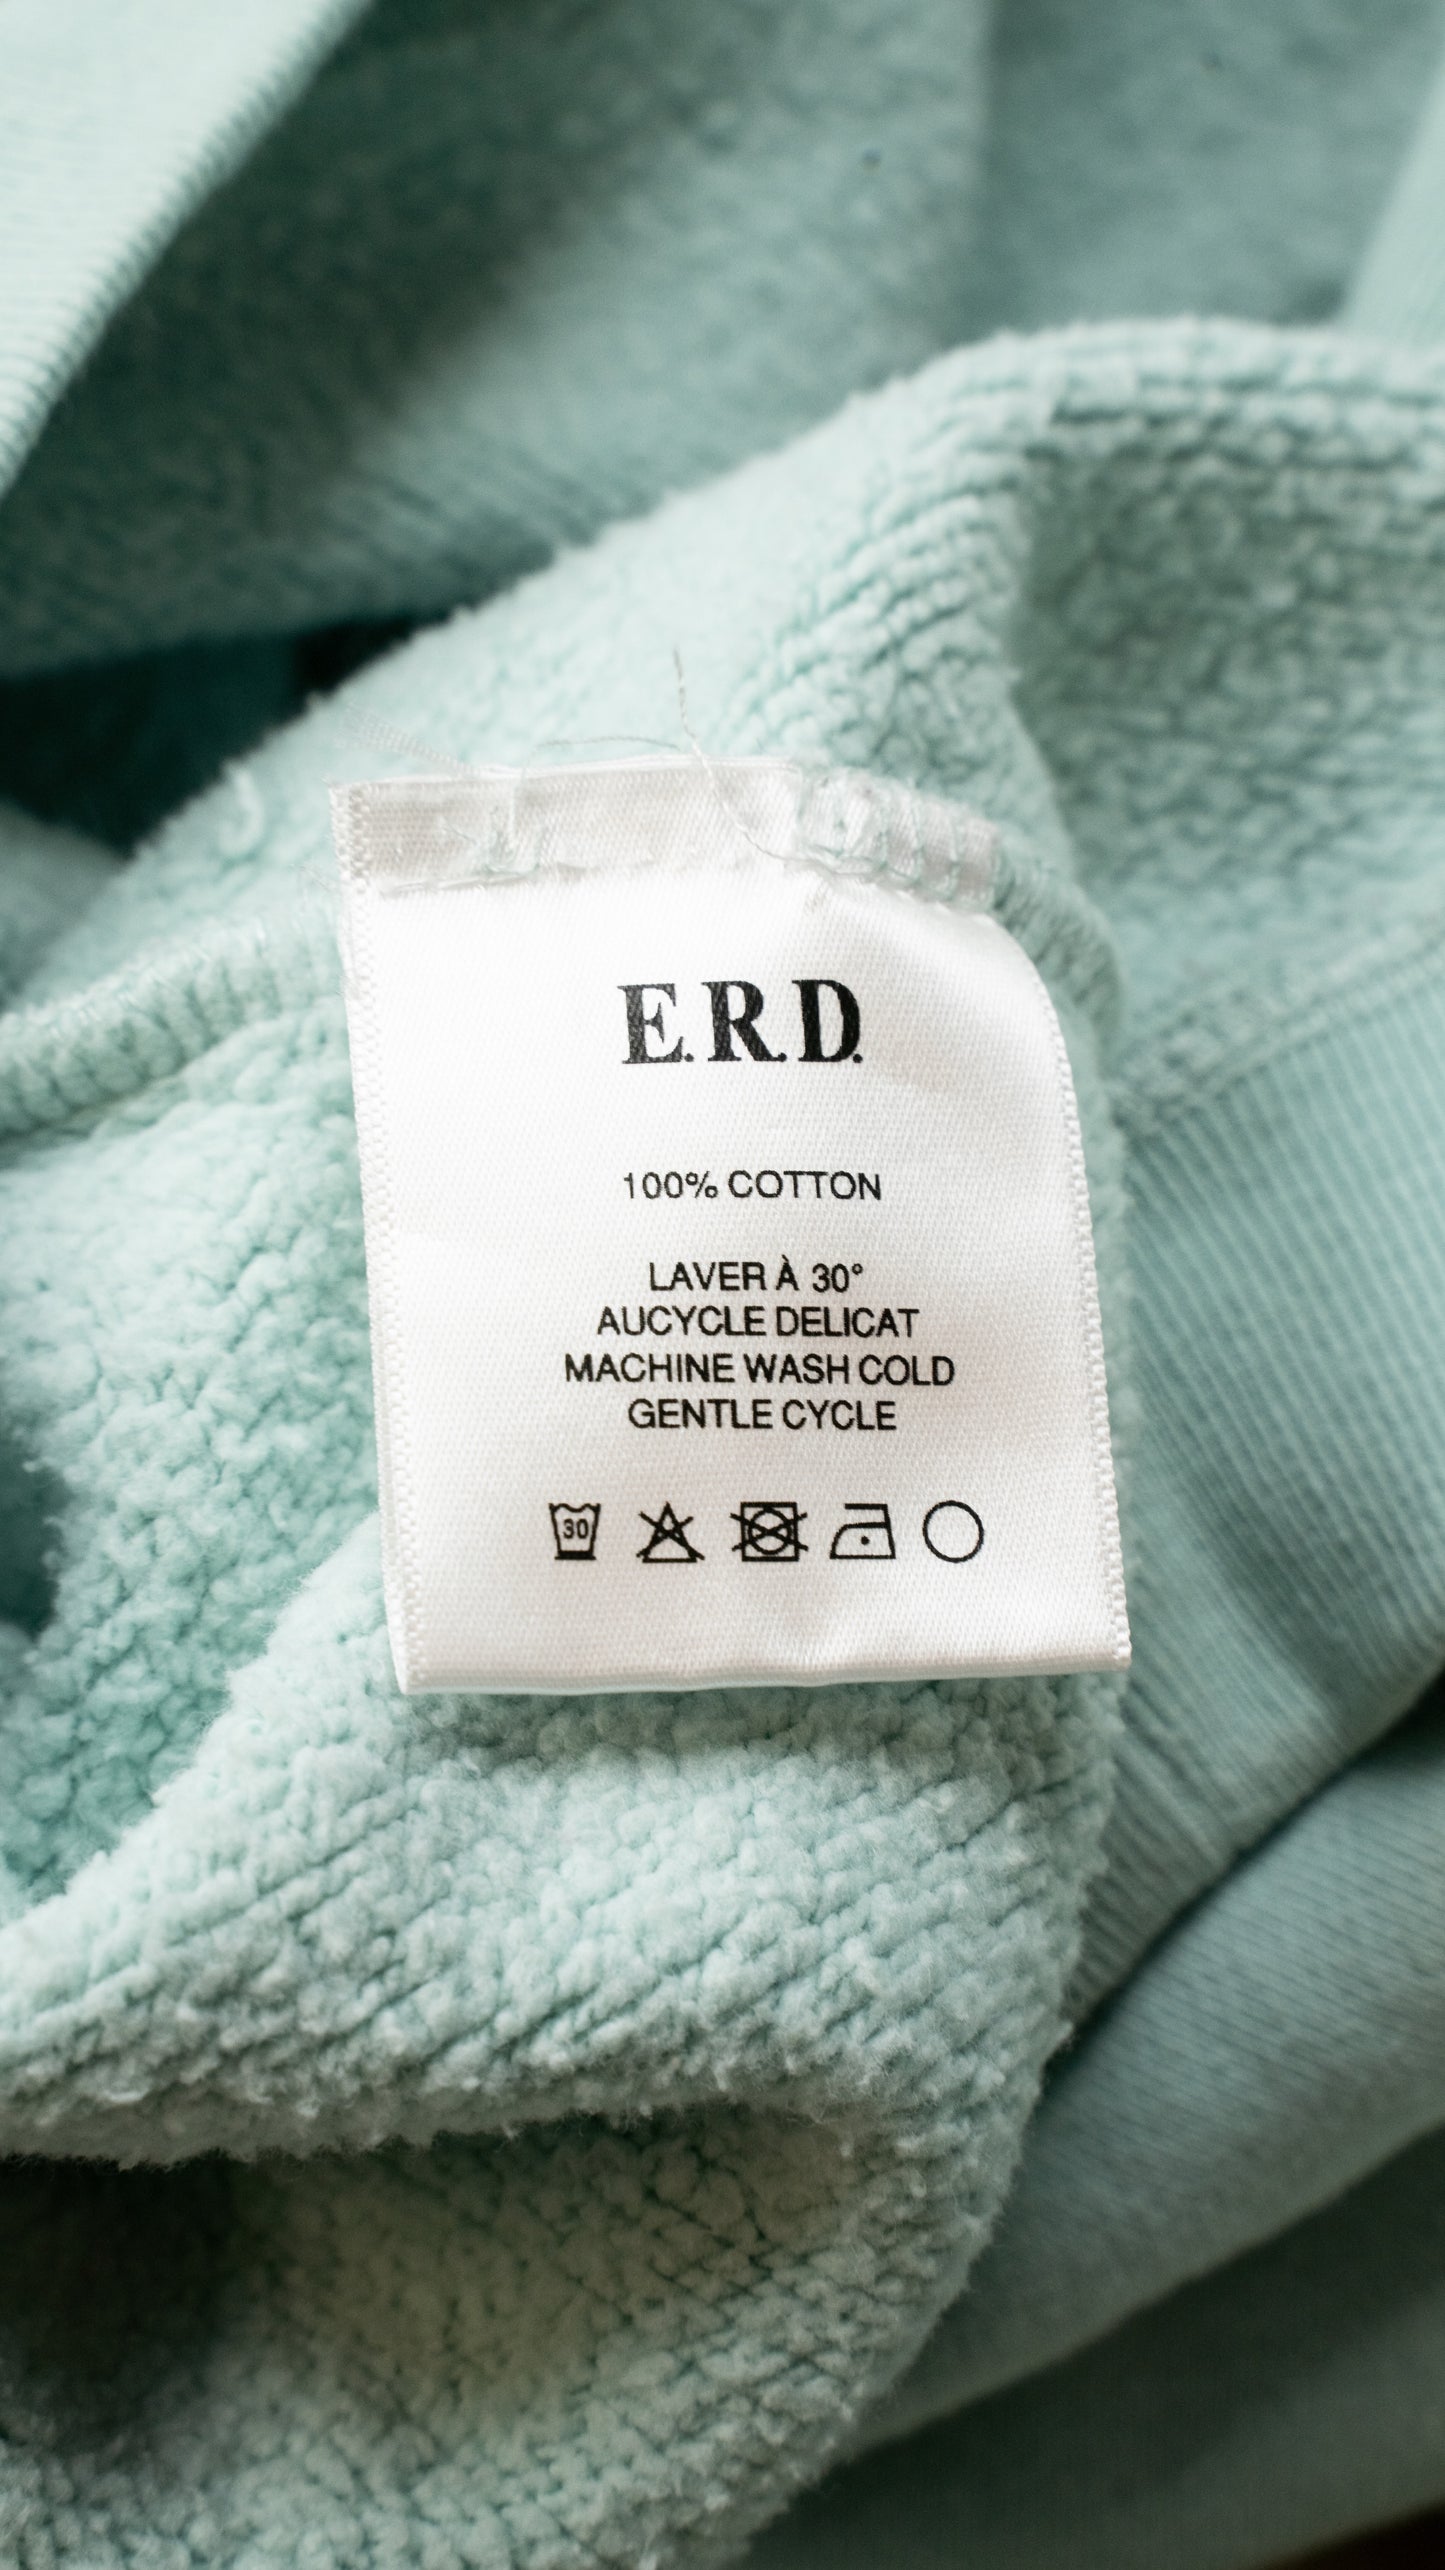 E.R.D.
100% COTTON
LAVER À 30°
AUCYCLE DELICAT
MACHINE WASH COLD
GENTLE CYCLE
30